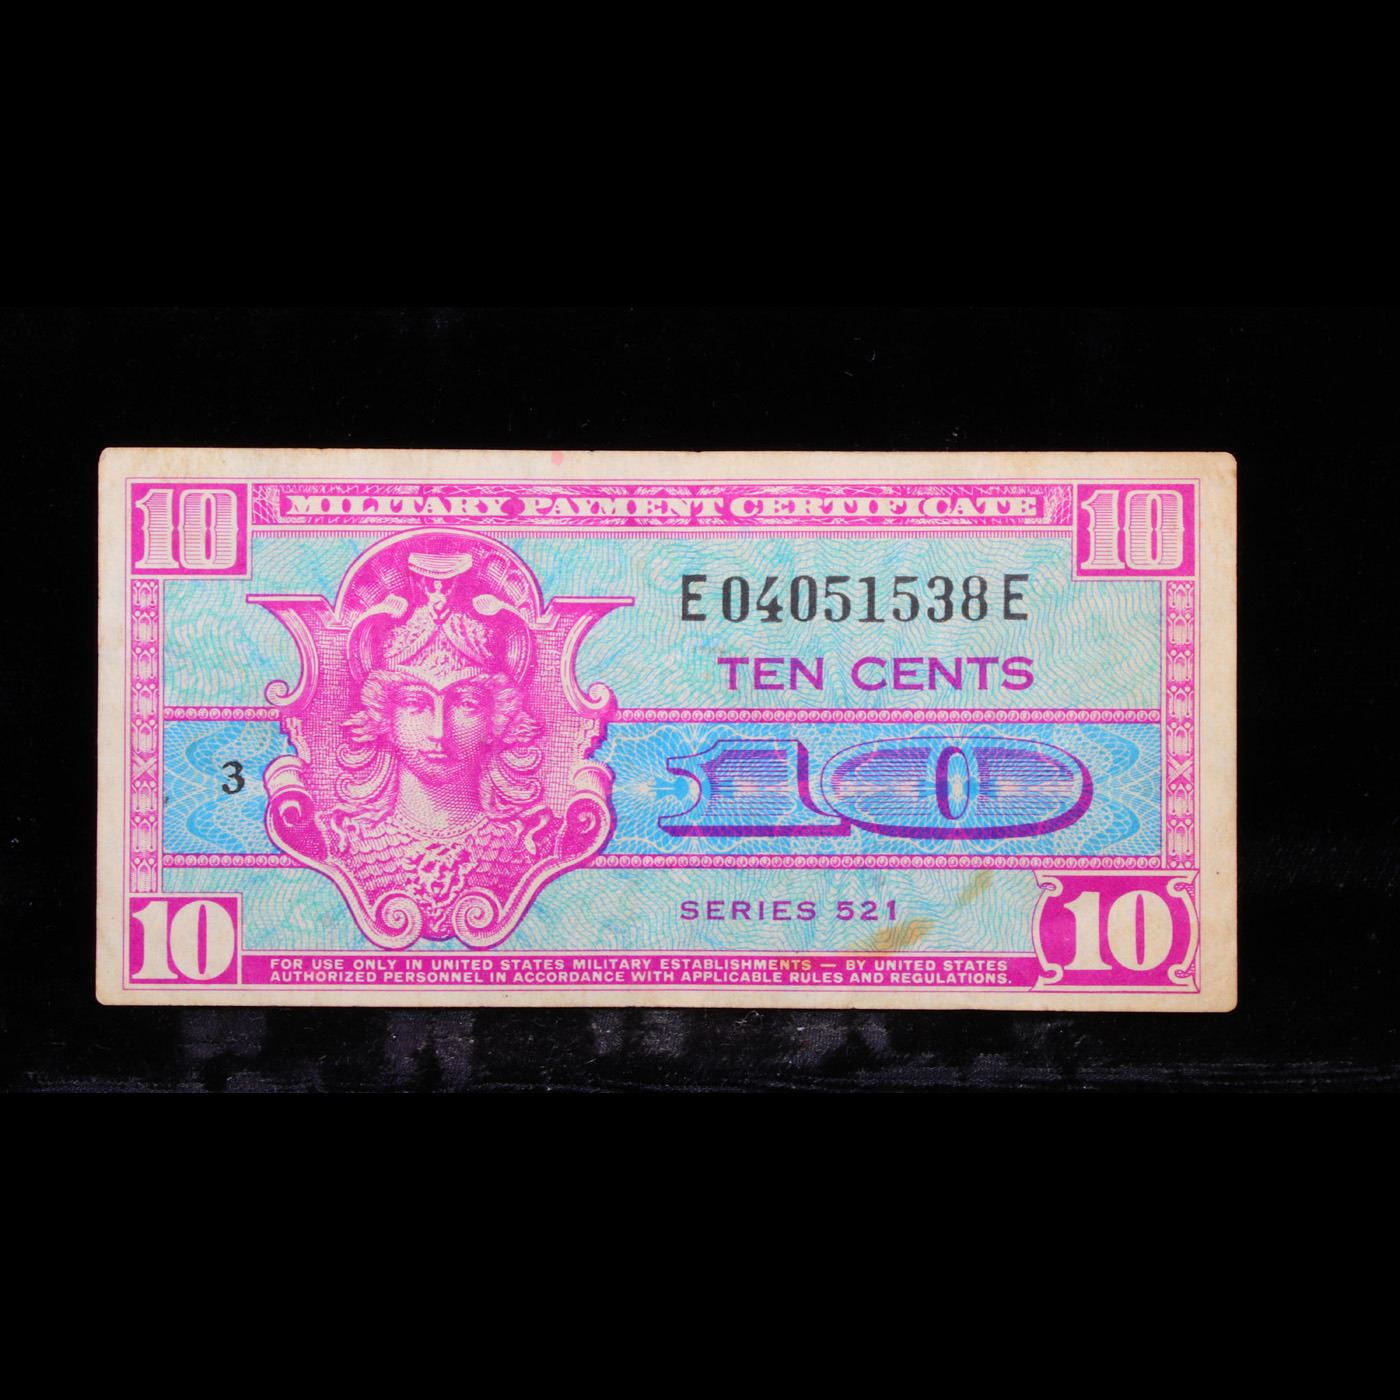 10 MILITARY PAYMENT CERTIFICATE 10
E04051538E
TEN CENTS
3
10
SERIES 521
10 10
FOR USE ONLY IN UNITED STATES MILITARY ESTABLISHMENTS — BY UNITED STATES
AUTHORIZED PERSONNEL IN ACCORDANCE WITH APPLICABLE RULES AND REGULATIONS.